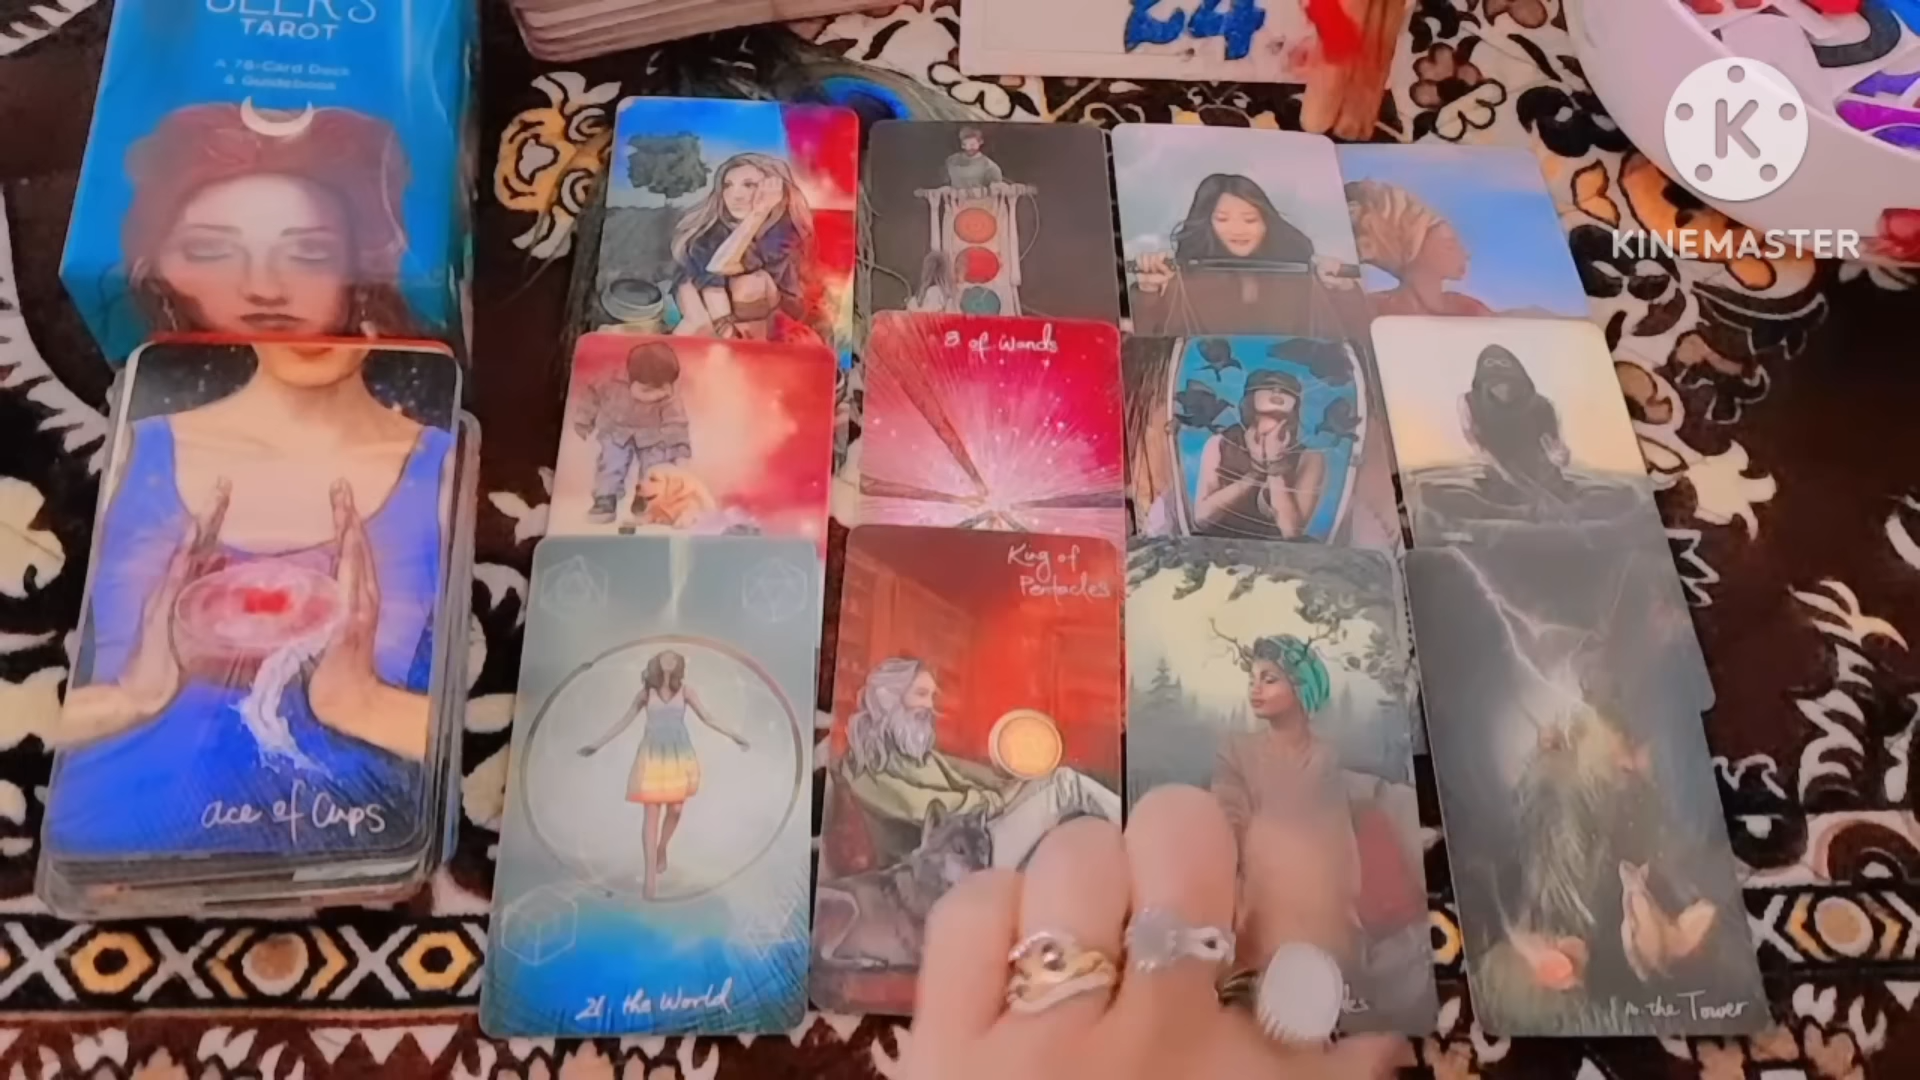 TAROT
A 78-Card Deck
& Guidebook
24
KINEMASTER
8 of Wands
King of
Pentacles
ace of Cups
21. the World
the Tower